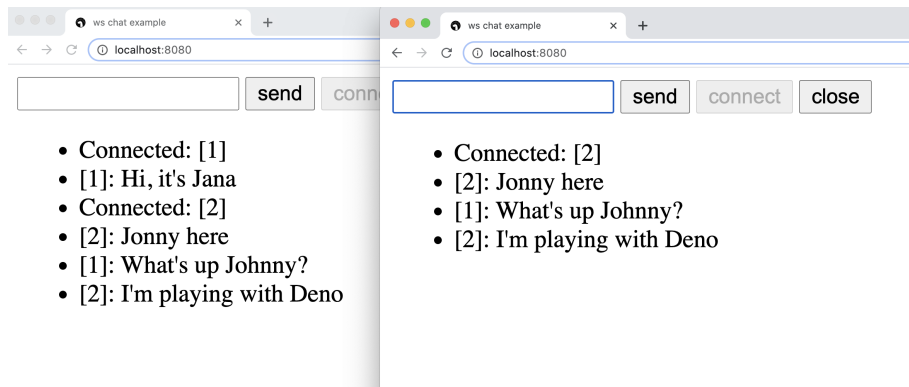 ws chat example
localhost:8080
send conn
Connected: [1]
[1]: Hi, it's Jana
Connected: [2]
[2]: Jonny here
[1]: What's up Johnny?
[2]: I'm playing with Deno
ws chat example
localhost:8080
send connect close
Connected: [2]
[2]: Jonny here
[1]: What's up Johnny?
[2]: I'm playing with Deno